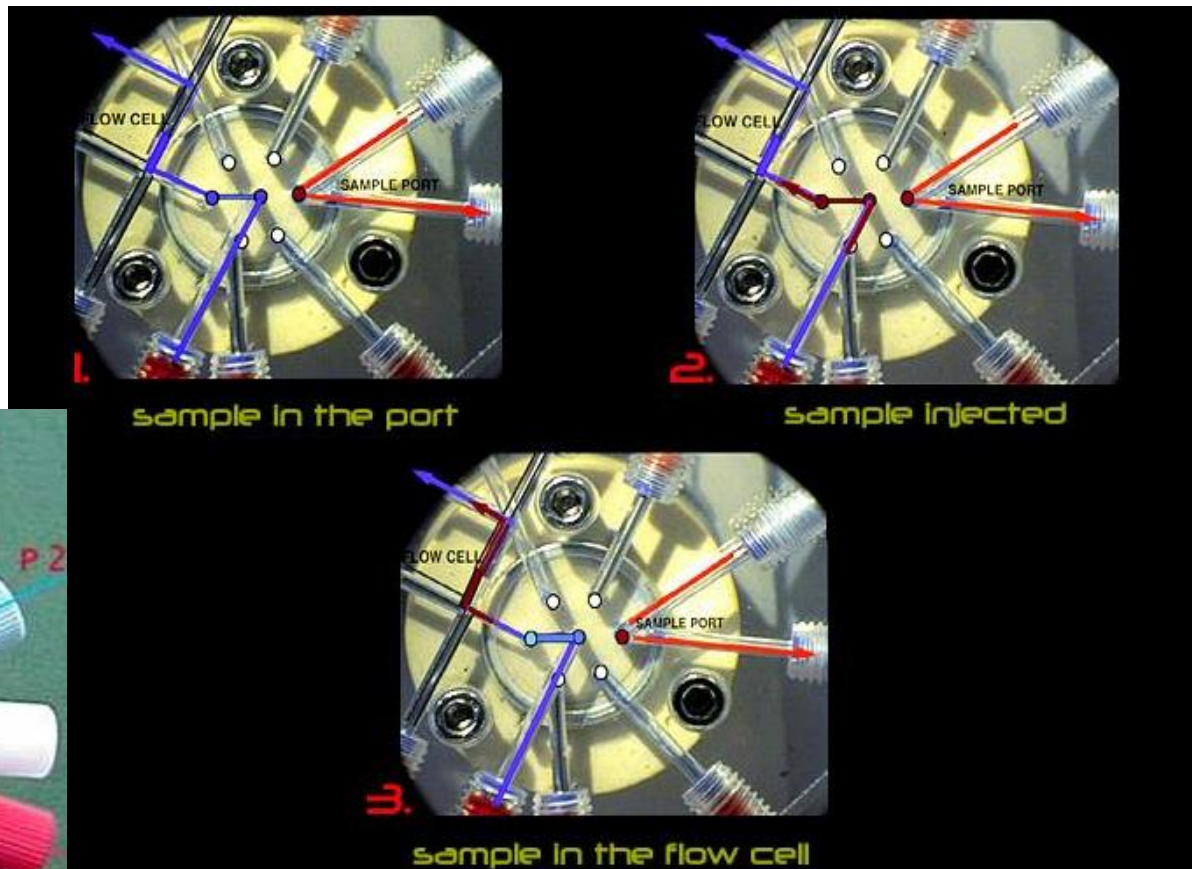 FLOW CELL
SAMPLE PORT
1.
sample in the port
FLOW CELL
SAMPLE PORT
2.
sample injected
P 2
FLOW CELL
SAMPLE PORT
3.
sample in the flow cell